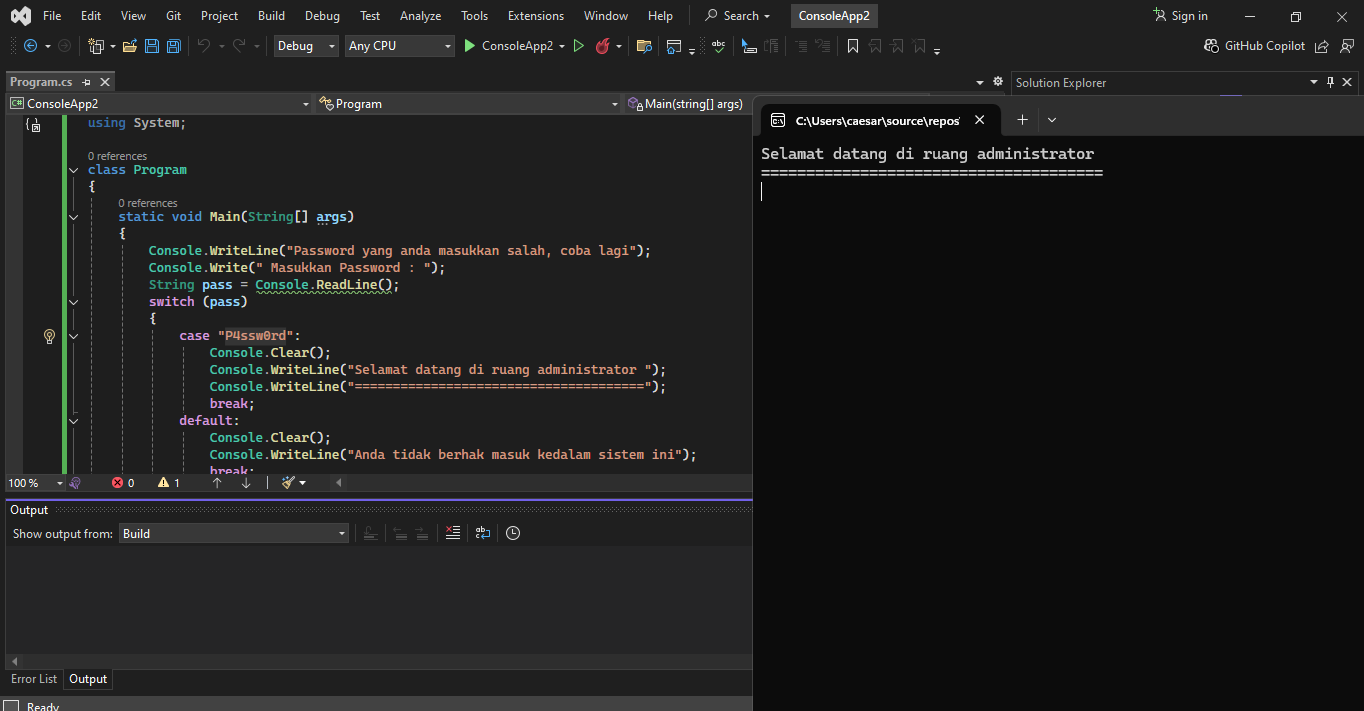 File Edit View Git Project Build Debug Test Analyze Tools Extensions Window Help Search ConsoleApp2 Sign in
Debug Any CPU ConsoleApp2 GitHub Copilot
Program.cs
Solution Explorer
C# ConsoleApp2 Program Main(string[] args)
using System;
0 references
class Program
{
0 references
static void Main(String[] args)
{
Console.WriteLine("Password yang anda masukkan salah, coba lagi");
Console.Write(" Masukkan Password : ");
String pass = Console.ReadLine();
switch (pass)
{
case "P4ssw0rd":
Console.Clear();
Console.WriteLine("Selamat datang di ruang administrator ");
Console.WriteLine("======================================");
break;
default:
Console.Clear();
Console.WriteLine("Anda tidak berhak masuk kedalam sistem ini");
break;
100 % 0 1
Output
Show output from: Build
Error List Output
Ready
C:\Users\caesar\source\repos
Selamat datang di ruang administrator
======================================